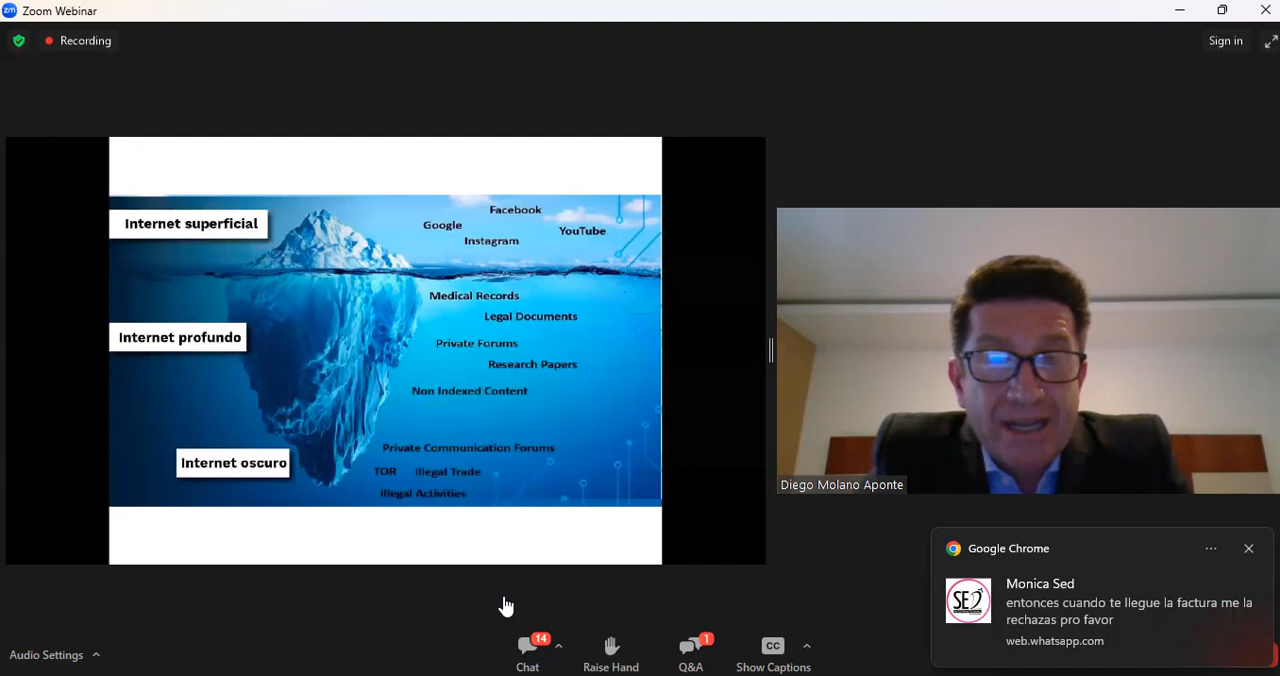 zm Zoom Webinar
Recording
Sign in
Internet superficial
Facebook
Google
YouTube
Instagram
Medical Records
Legal Documents
Internet profundo
Private Forums
Research Papers
Non Indexed Content
Private Communication Forums
Internet oscuro
TOR Illegal Trade
Illegal Activities
Diego Molano Aponte
Google Chrome
SED
Monica Sed
entonces cuando te llegue la factura me la
rechazas pro favor
web.whatsapp.com
Audio Settings
14
Chat
Raise Hand
1
Q&A
CC
Show Captions